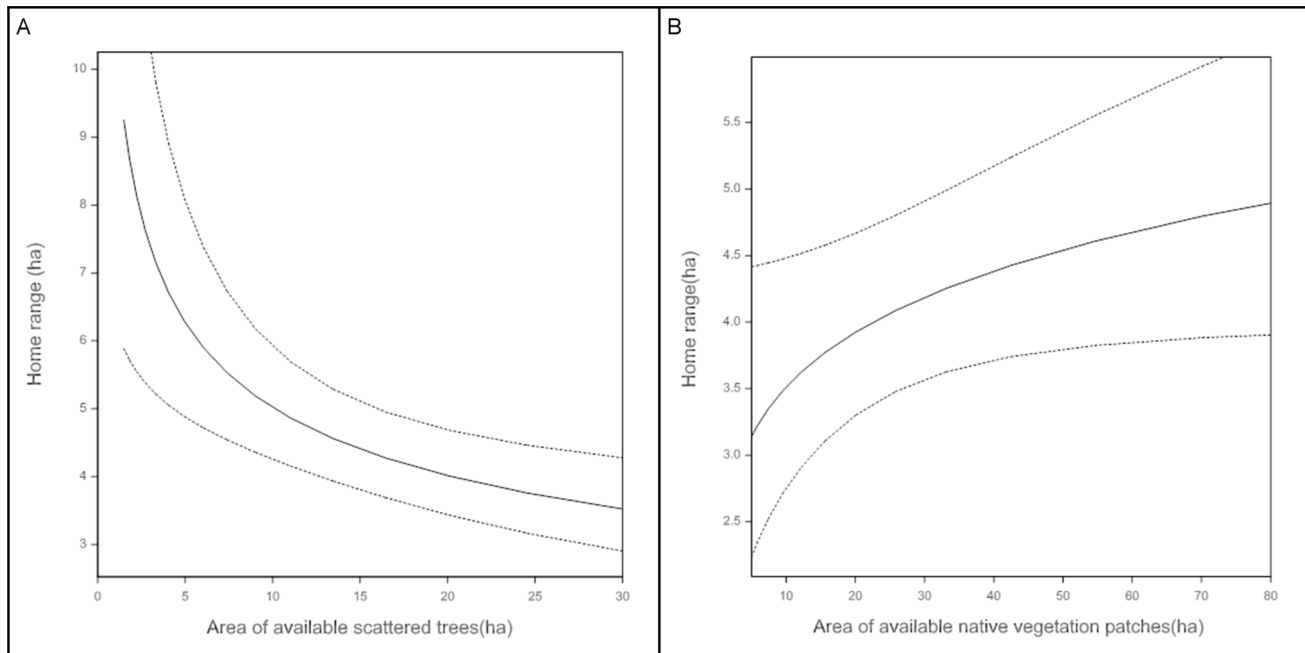 A
10
9
8
7
6
5
4
3
Home range (ha)
0 5 10 15 20 25 30
Area of available scattered trees(ha)
B
5.5
5.0
4.5
4.0
3.5
3.0
2.5
Home range(ha)
10 20 30 40 50 60 70 80
Area of available native vegetation patches(ha)